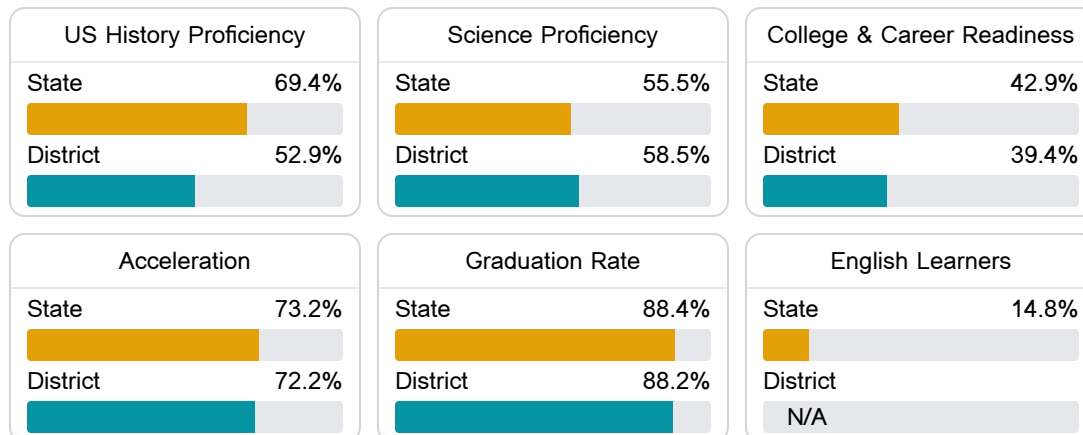 US History Proficiency
State 69.4%
District 52.9%
Science Proficiency
State 55.5%
District 58.5%
College & Career Readiness
State 42.9%
District 39.4%
Acceleration
State 73.2%
District 72.2%
Graduation Rate
State 88.4%
District 88.2%
English Learners
State 14.8%
District
N/A